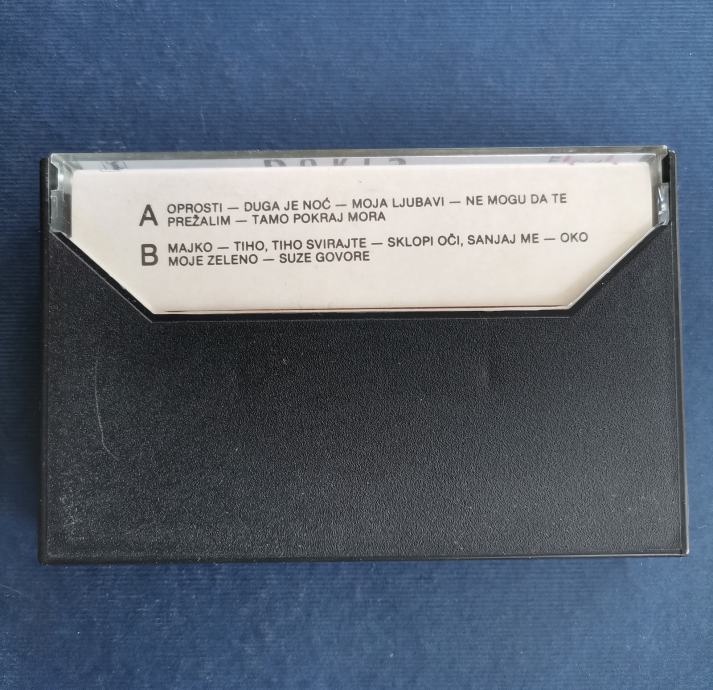 A OPROSTI — DUGA JE NOĆ — MOJA LJUBAVI — NE MOGU DA TE
PREŽALIM — TAMO POKRAJ MORA
B MAJKO — TIHO, TIHO SVIRAJTE — SKLOPI OČI, SANJAJ ME — OKO
MOJE ZELENO — SUZE GOVORE